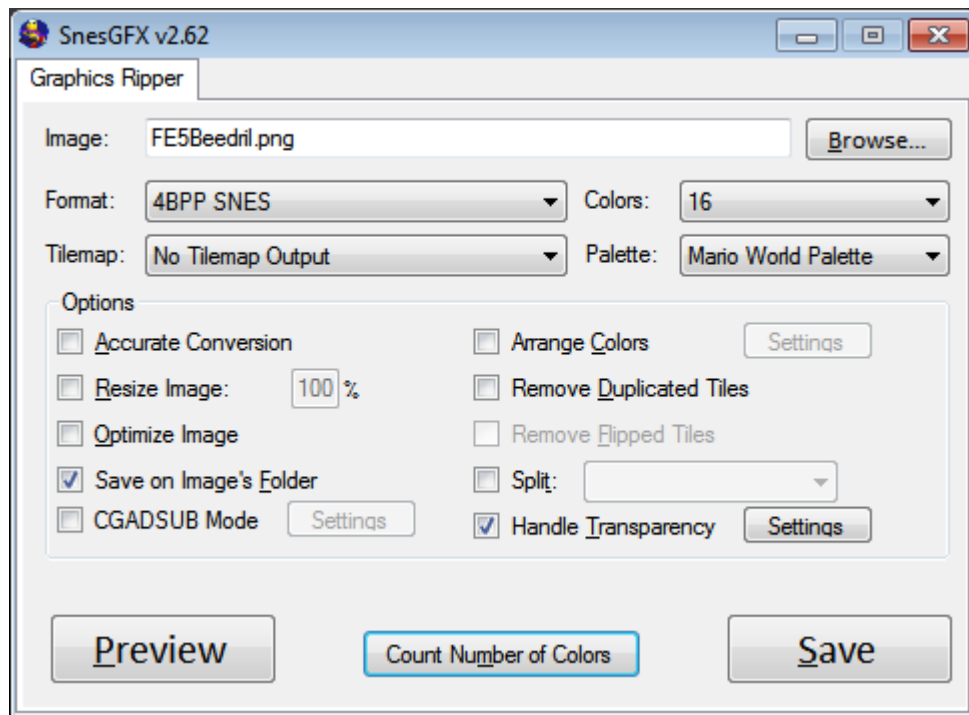 SnesGFX v2.62
Graphics Ripper
Image: FE5Beedril.png Browse...
Format: 4BPP SNES Colors: 16
Tilemap: No Tilemap Output Palette: Mario World Palette
Options
Accurate Conversion Arrange Colors Settings
Resize Image: 100 % Remove Duplicated Tiles
Optimize Image Remove Flipped Tiles
Save on Image's Folder Split:
CGADSUB Mode Settings Handle Transparency Settings
Preview Count Number of Colors Save